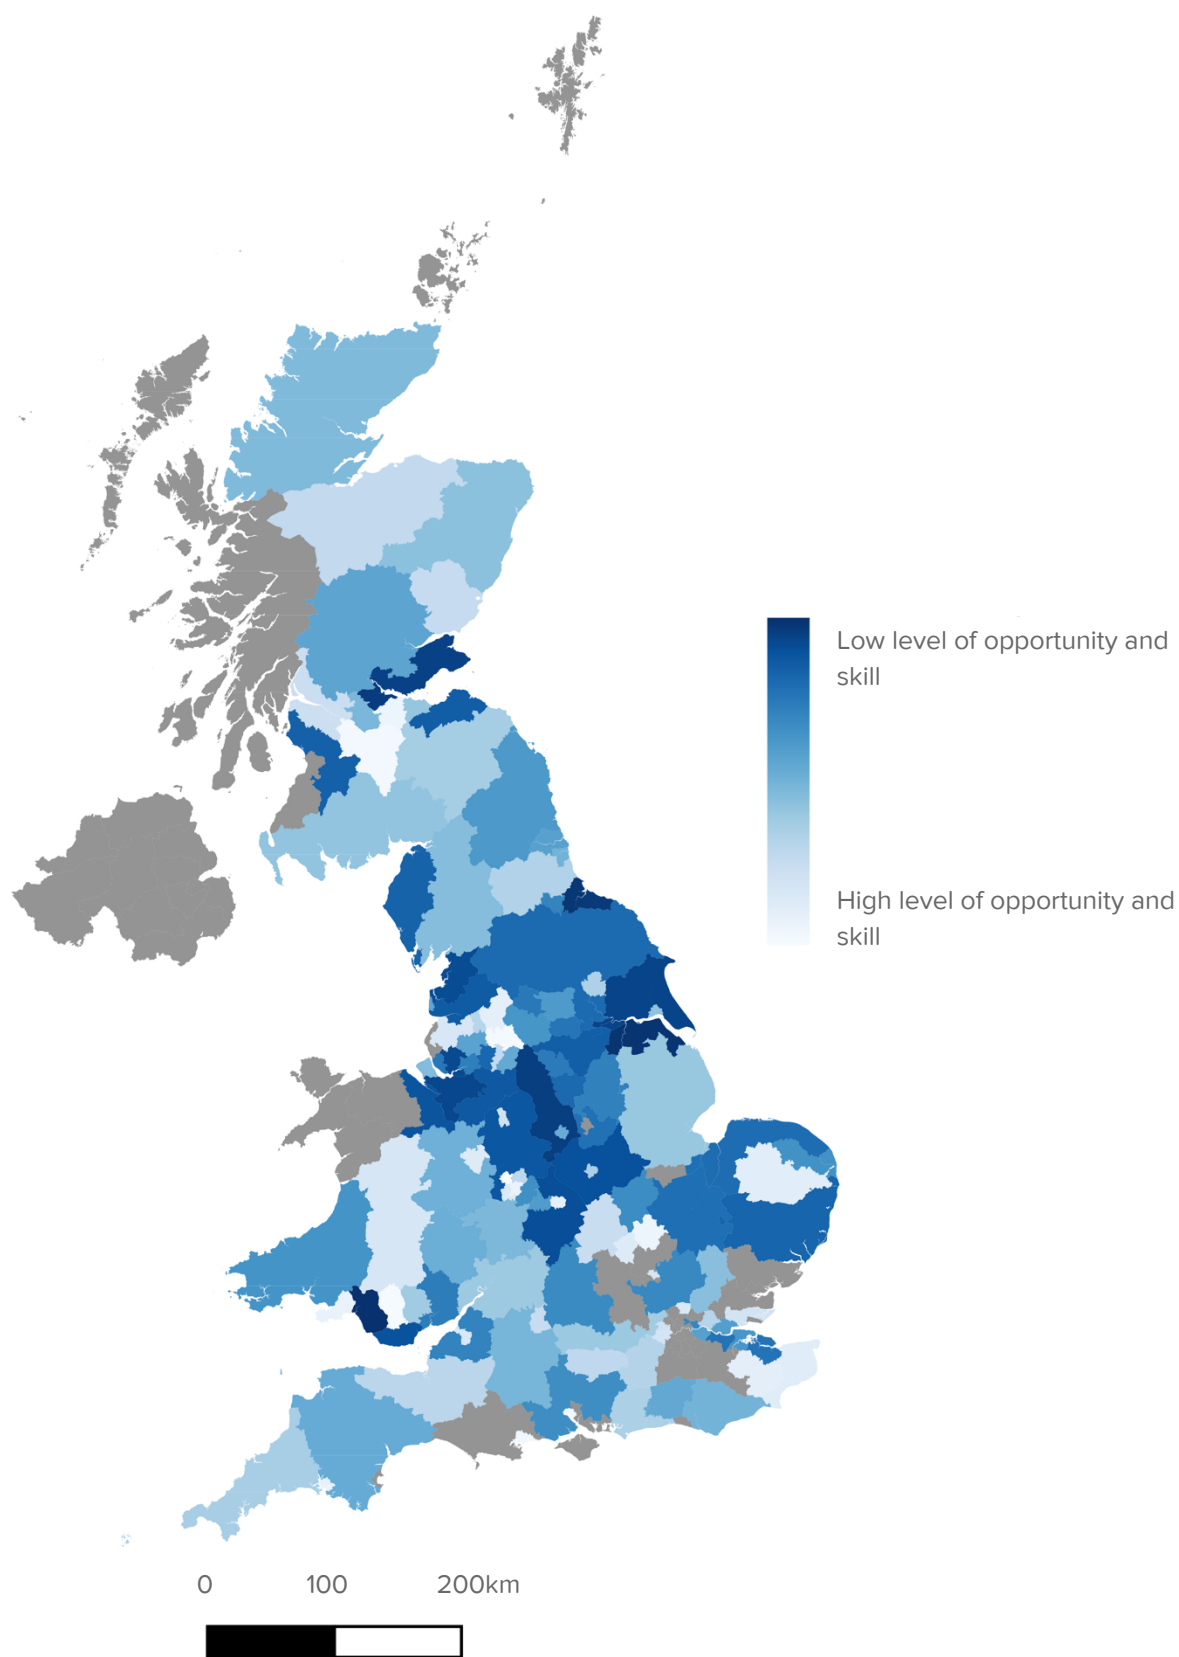 Low level of opportunity and
skill
High level of opportunity and
skill
0 100 200km